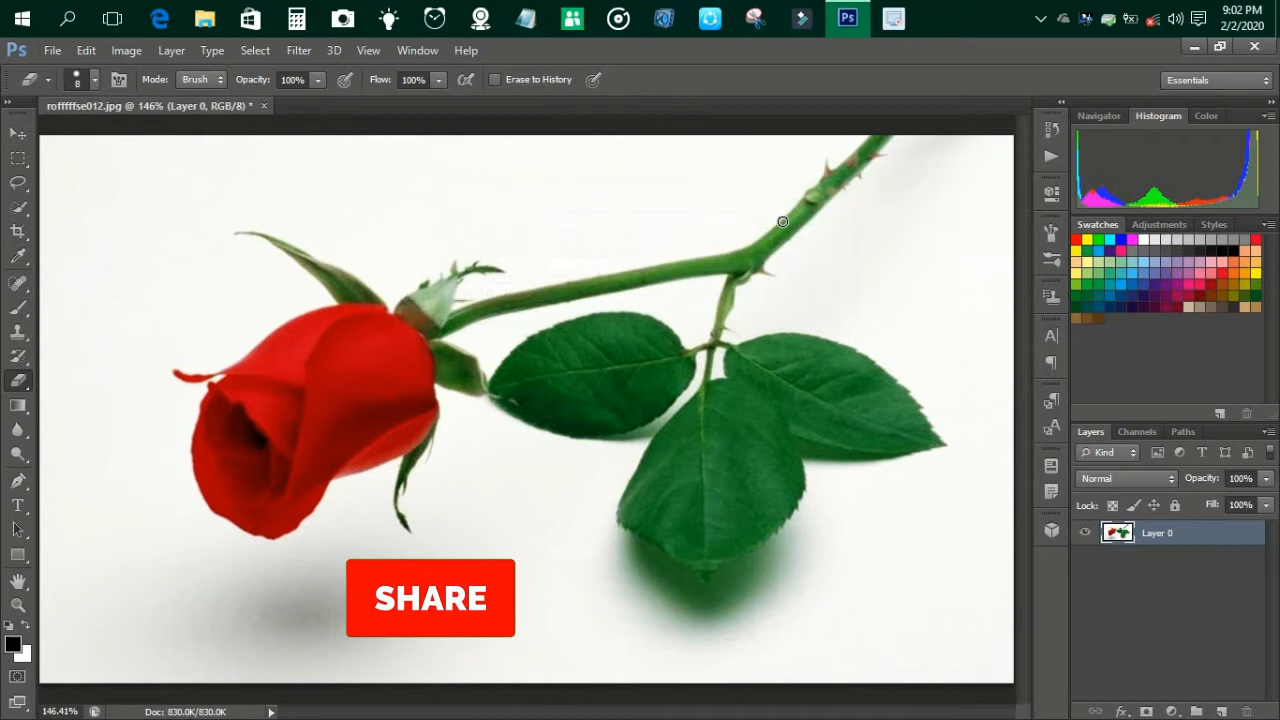 Ps
9:02 PM
2/2/2020
Ps File Edit Image Layer Type Select Filter 3D View Window Help
8 Mode: Brush Opacity: 100% Flow: 100% Erase to History Essentials
rofffffse012.jpg @ 146% (Layer 0, RGB/8) *
Navigator Histogram Color
Swatches Adjustments Styles
Layers Channels Paths
Kind
Normal Opacity: 100%
Lock: Fill: 100%
Layer 0
SHARE
146.41% Doc: 830.0K/830.0K